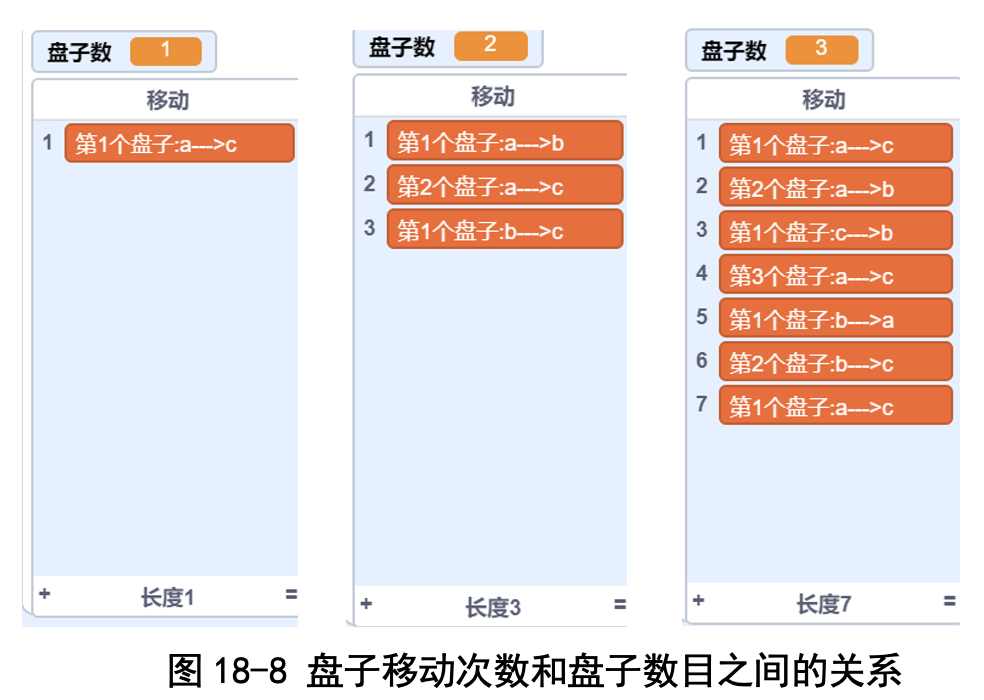 盘子数 1
移动
1 第1个盘子:a--->c
+ 长度1 =
盘子数 2
移动
1 第1个盘子:a--->b
2 第2个盘子:a--->c
3 第1个盘子:b--->c
+ 长度3 =
盘子数 3
移动
1 第1个盘子:a--->c
2 第2个盘子:a--->b
3 第1个盘子:c--->b
4 第3个盘子:a--->c
5 第1个盘子:b--->a
6 第2个盘子:b--->c
7 第1个盘子:a--->c
+ 长度7 =
图 18-8 盘子移动次数和盘子数目之间的关系